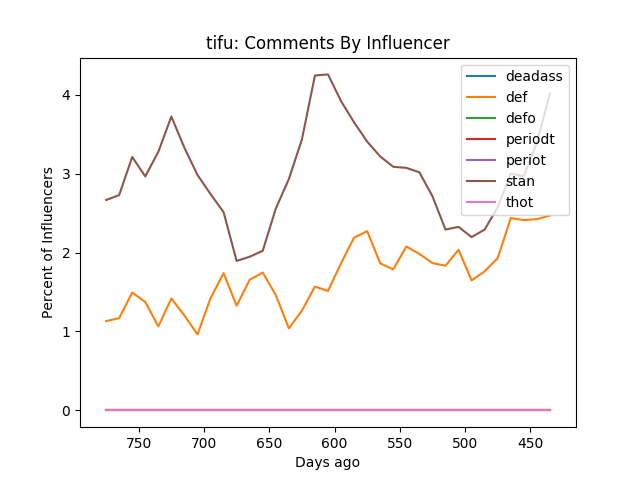 tifu: Comments By Influencer
deadass
def
defo
periodt
periot
stan
thot
Percent of Influencers
4
3
2
1
0
750 700 650 600 550 500 450
Days ago